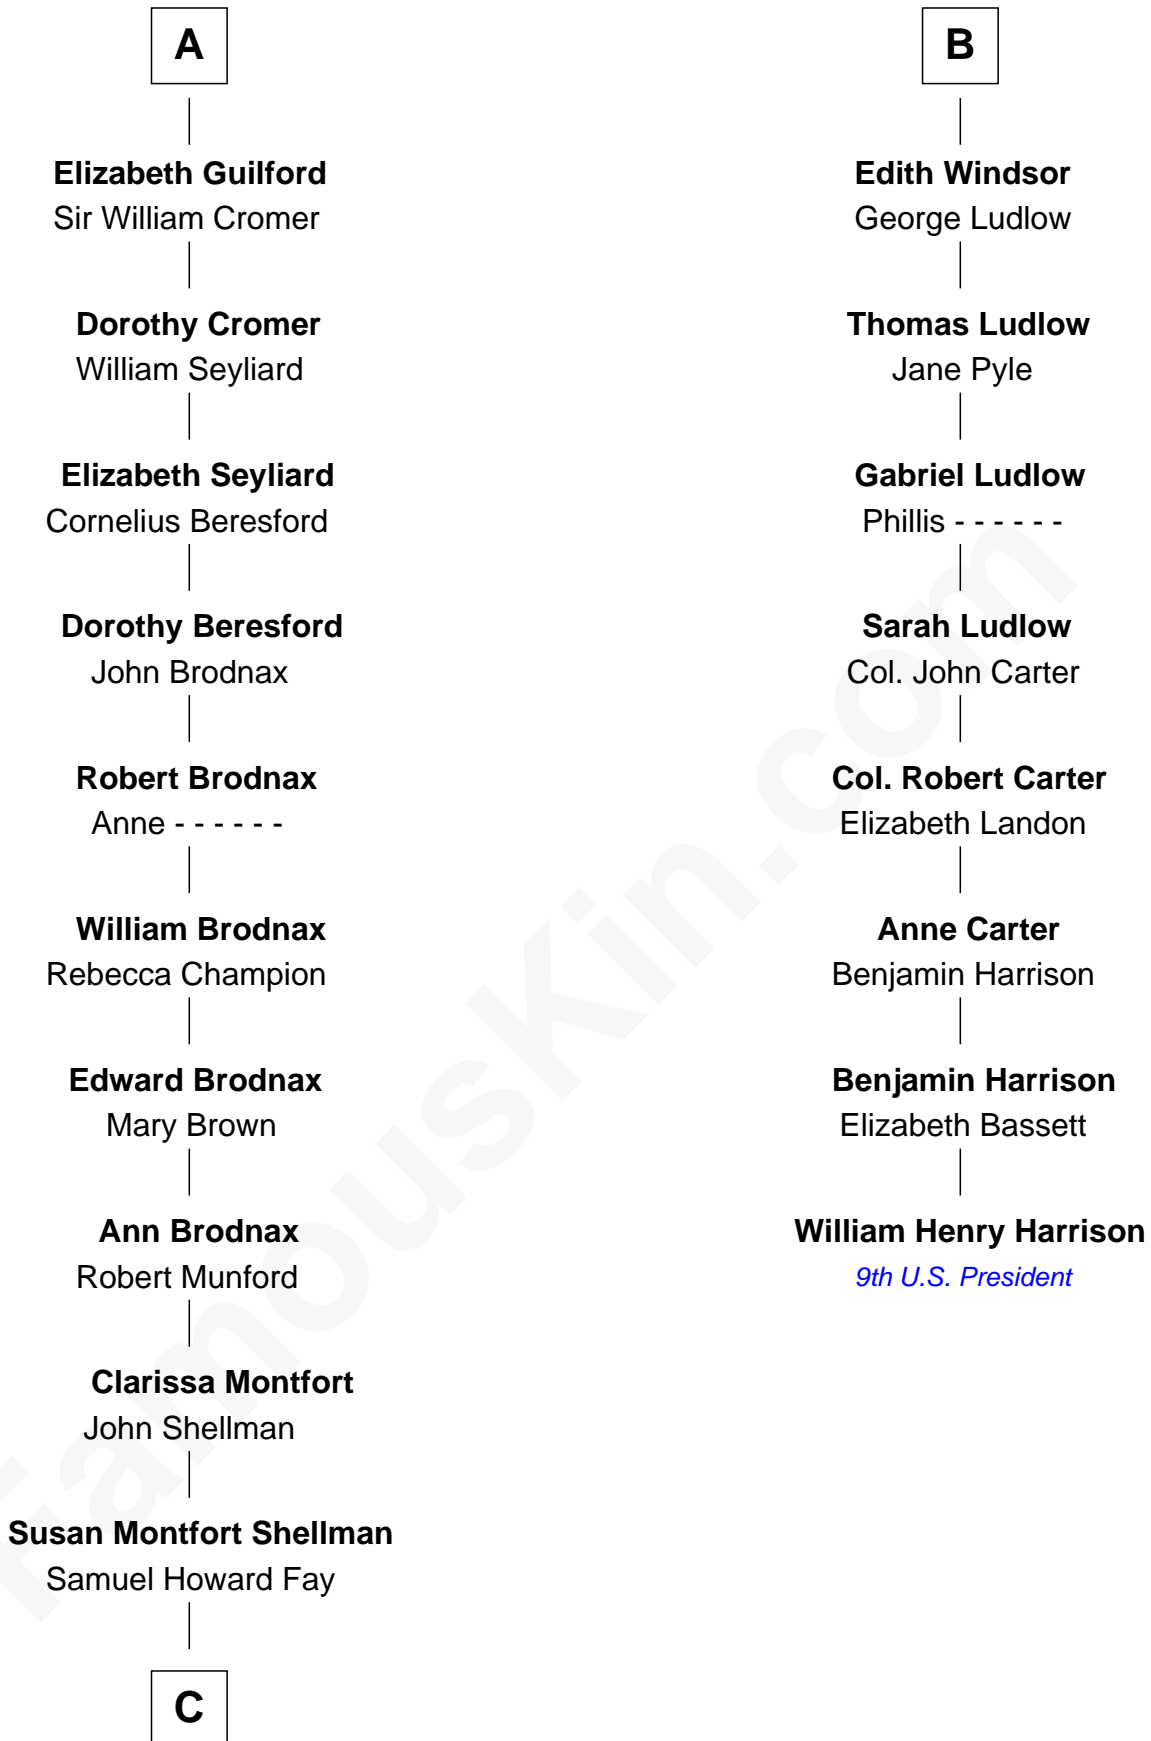 A
Elizabeth Guilford
Sir William Cromer
Dorothy Cromer
William Seyliard
Elizabeth Seyliard
Cornelius Beresford
Dorothy Beresford
John Brodnax
Robert Brodnax
Anne - - - - - -
William Brodnax
Rebecca Champion
Edward Brodnax
Mary Brown
Ann Brodnax
Robert Munford
Clarissa Montfort
John Shellman
Susan Montfort Shellman
Samuel Howard Fay
C
B
Edith Windsor
George Ludlow
Thomas Ludlow
Jane Pyle
Gabriel Ludlow
Phillis - - - - - -
Sarah Ludlow
Col. John Carter
Col. Robert Carter
Elizabeth Landon
Anne Carter
Benjamin Harrison
Benjamin Harrison
Elizabeth Bassett
William Henry Harrison
9th U.S. President
FamousKin.com